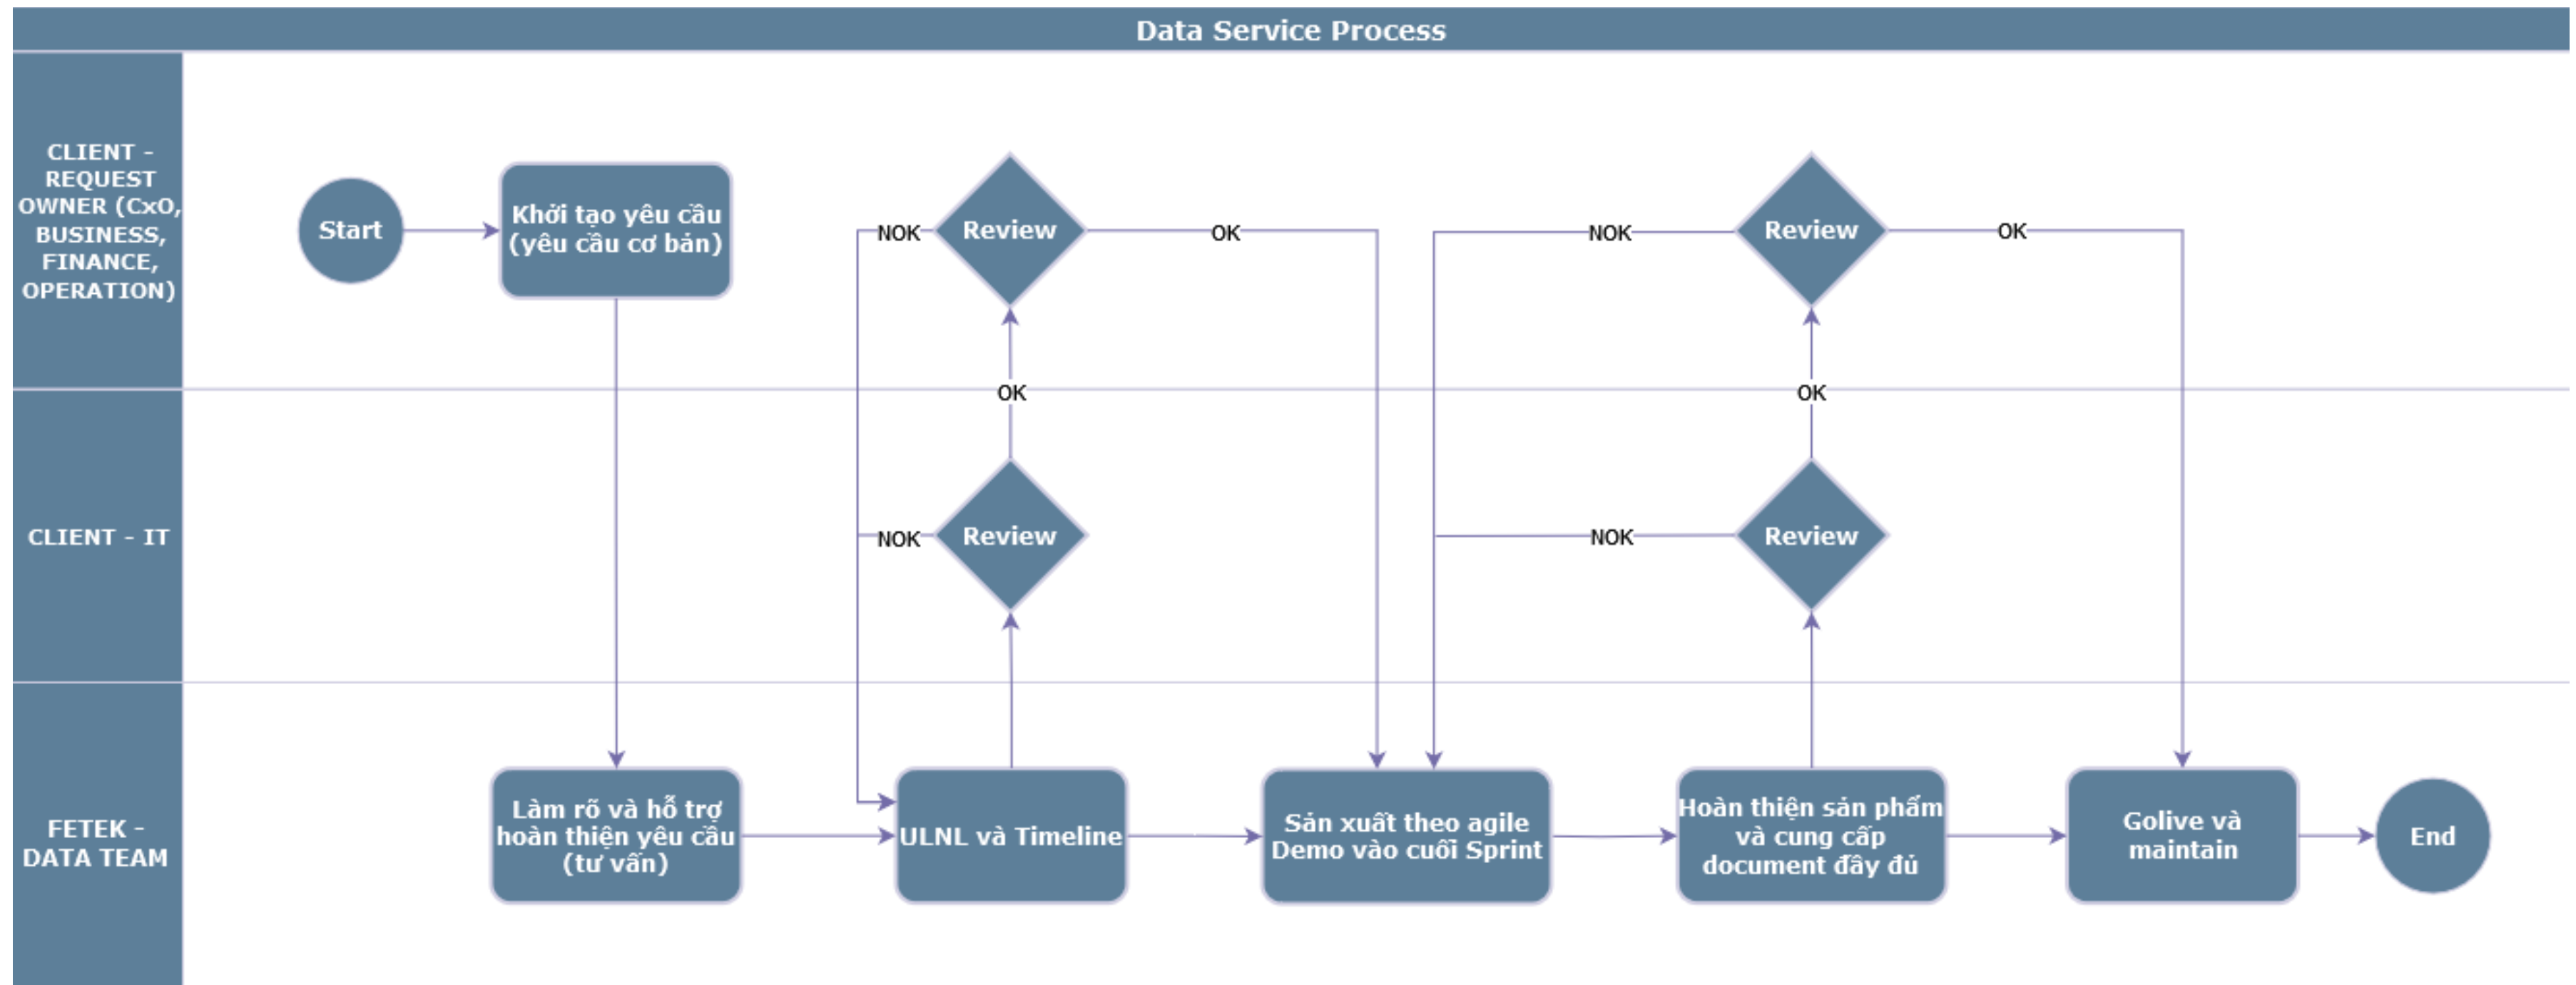 Data Service Process
CLIENT -
REQUEST
OWNER (CxO,
BUSINESS,
FINANCE,
OPERATION)
Start
Khởi tạo yêu cầu
(yêu cầu cơ bản)
NOK
Review
OK
NOK
Review
OK
OK
OK
CLIENT - IT
NOK
Review
NOK
Review
FETEK -
DATA TEAM
Làm rõ và hỗ trợ
hoàn thiện yêu cầu
(tư vấn)
ULNL và Timeline
Sản xuất theo agile
Demo vào cuối Sprint
Hoàn thiện sản phẩm
và cung cấp
document đầy đủ
Golive và
maintain
End